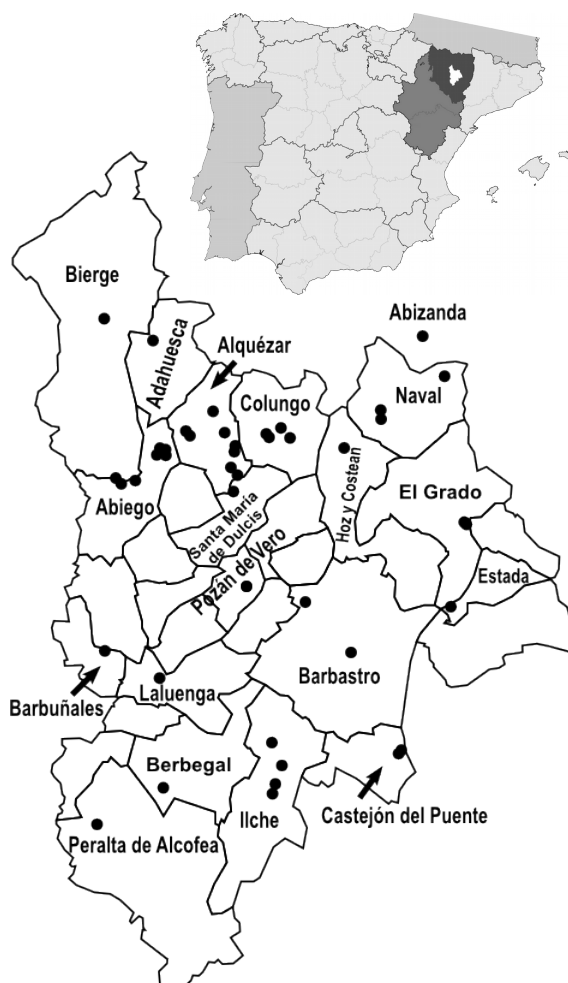 Bierge
Abizanda
Adahuesca
Alquézar
Naval
Colungo
Hoz y Costean
El Grado
Abiego
Santa María
de Dulcis
Pozán de Vero
Estada
Barbastro
Laluenga
Barbuñales
Berbegal
Ilche
Castejón del Puente
Peralta de Alcofea